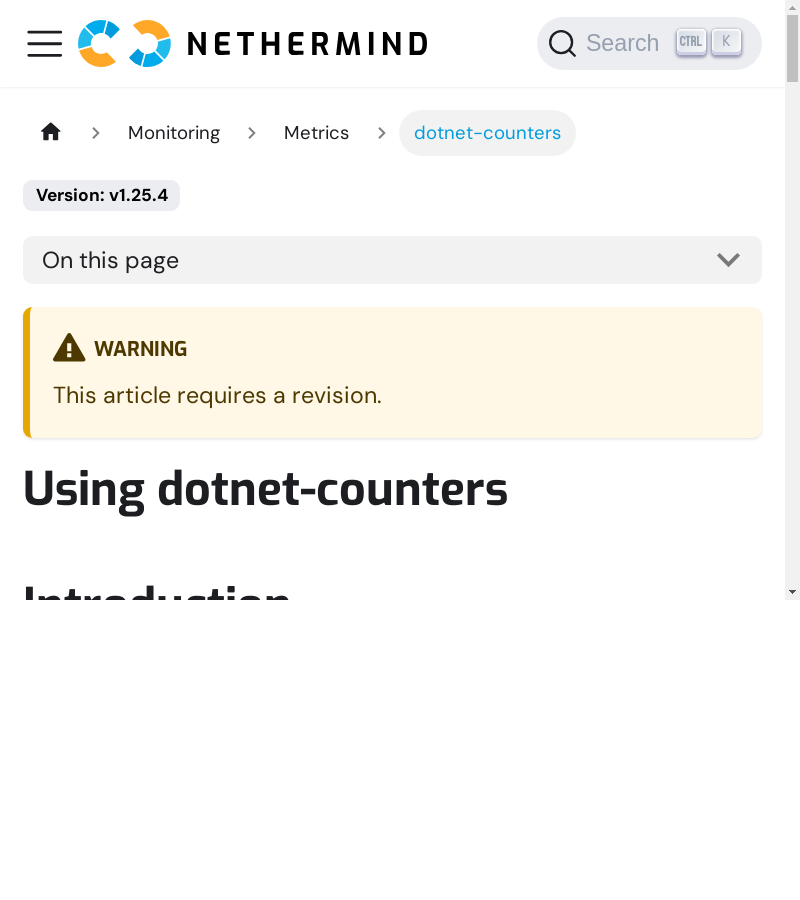 NETHERMIND
Search CTRL K
Monitoring Metrics dotnet-counters
Version: v1.25.4
On this page
WARNING
This article requires a revision.
Using dotnet-counters
Introduction